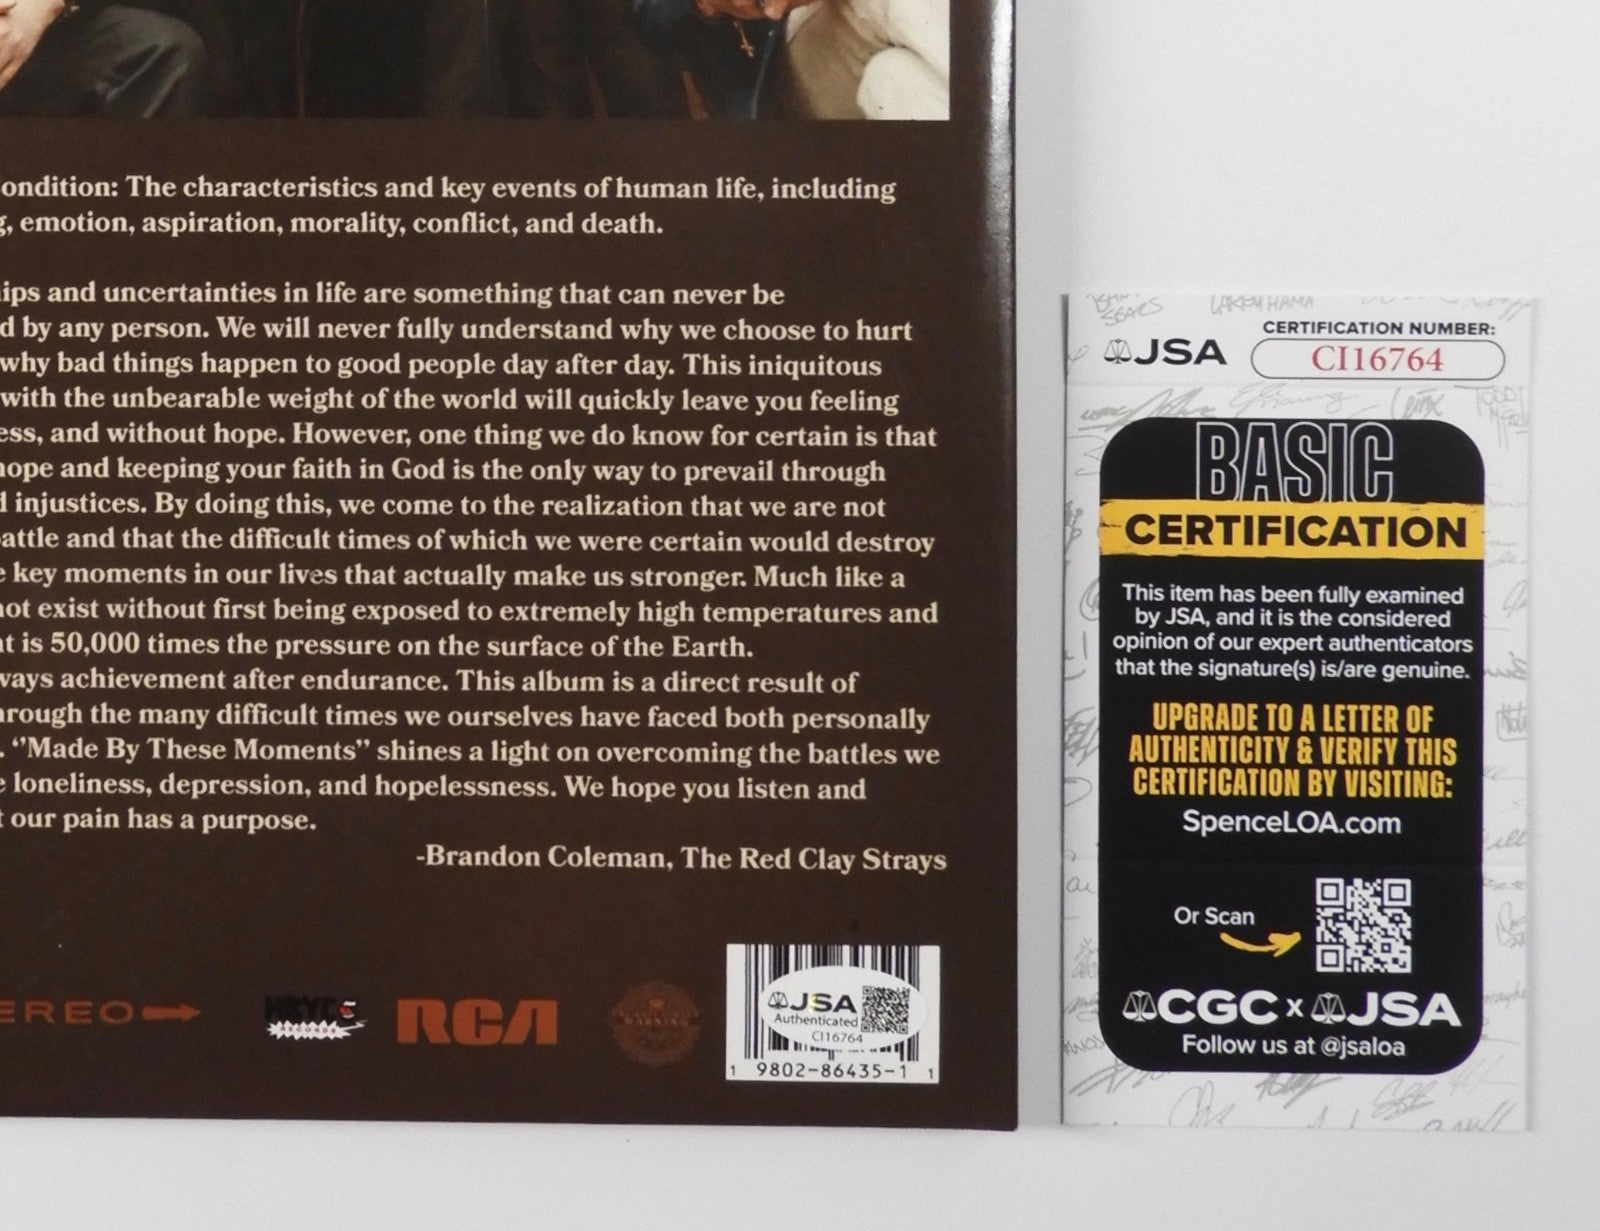 ondition: The characteristics and key events of human life, including
, emotion, aspiration, morality, conflict, and death.
ips and uncertainties in life are something that can never be
d by any person. We will never fully understand why we choose to hurt
why bad things happen to good people day after day. This iniquitous
with the unbearable weight of the world will quickly leave you feeling
ess, and without hope. However, one thing we do know for certain is that
ope and keeping your faith in God is the only way to prevail through
d injustices. By doing this, we come to the realization that we are not
attle and that the difficult times of which we were certain would destroy
e key moments in our lives that actually make us stronger. Much like a
not exist without first being exposed to extremely high temperatures and
at is 50,000 times the pressure on the surface of the Earth.
ways achievement after endurance. This album is a direct result of
hrough the many difficult times we ourselves have faced both personally
. “Made By These Moments” shines a light on overcoming the battles we
e loneliness, depression, and hopelessness. We hope you listen and
t our pain has a purpose.
-Brandon Coleman, The Red Clay Strays
EREO
RECORDS
RCA
WARNING
JSA
Authenticated
CI16764
1 9802-86435-1 1
SEARS
LARRY HAMA
JSA
CERTIFICATION NUMBER:
CI16764
BASIC
CERTIFICATION
This item has been fully examined
by JSA, and it is the considered
opinion of our expert authenticators
that the signature(s) is/are genuine.
UPGRADE TO A LETTER OF
AUTHENTICITY & VERIFY THIS
CERTIFICATION BY VISITING:
SpenceLOA.com
Or Scan
CGC x JSA
Follow us at @jsaloa